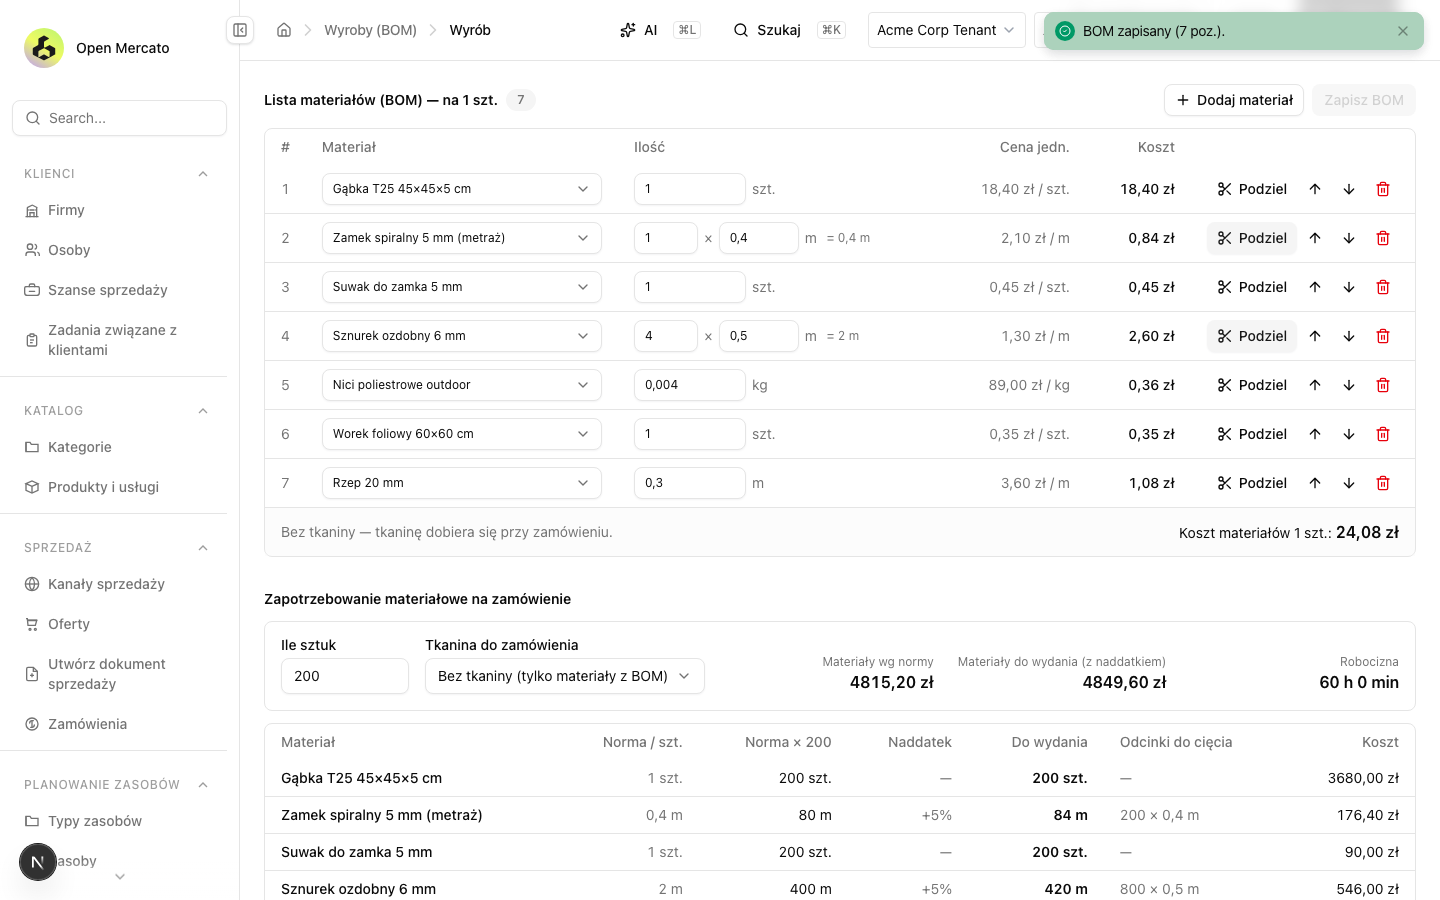 Open Mercato
Wyroby (BOM)
Wyrób
AI
⌘L
Szukaj
⌘K
Acme Corp Tenant
BOM zapisany (7 poz.).
Search...
KLIENCI
Firmy
Osoby
Szanse sprzedaży
Zadania związane z
klientami
KATALOG
Kategorie
Produkty i usługi
SPRZEDAŻ
Kanały sprzedaży
Oferty
Utwórz dokument
sprzedaży
Zamówienia
PLANOWANIE ZASOBÓW
Typy zasobów
asoby
N
Lista materiałów (BOM) — na 1 szt. 7
Dodaj materiał
Zapisz BOM
# Materiał Ilość Cena jedn. Koszt
1 Gąbka T25 45×45×5 cm 1 szt. 18,40 zł / szt. 18,40 zł Podziel
2 Zamek spiralny 5 mm (metraż) 1 × 0,4 m = 0,4 m 2,10 zł / m 0,84 zł Podziel
3 Suwak do zamka 5 mm 1 szt. 0,45 zł / szt. 0,45 zł Podziel
4 Sznurek ozdobny 6 mm 4 × 0,5 m = 2 m 1,30 zł / m 2,60 zł Podziel
5 Nici poliestrowe outdoor 0,004 kg 89,00 zł / kg 0,36 zł Podziel
6 Worek foliowy 60×60 cm 1 szt. 0,35 zł / szt. 0,35 zł Podziel
7 Rzep 20 mm 0,3 m 3,60 zł / m 1,08 zł Podziel
Bez tkaniny — tkaninę dobiera się przy zamówieniu. Koszt materiałów 1 szt.: 24,08 zł
Zapotrzebowanie materiałowe na zamówienie
Ile sztuk
200
Tkanina do zamówienia
Bez tkaniny (tylko materiały z BOM)
Materiały wg normy
4815,20 zł
Materiały do wydania (z naddatkiem)
4849,60 zł
Robocizna
60 h 0 min
Materiał Norma / szt. Norma × 200 Naddatek Do wydania Odcinki do cięcia Koszt
Gąbka T25 45×45×5 cm 1 szt. 200 szt. — 200 szt. — 3680,00 zł
Zamek spiralny 5 mm (metraż) 0,4 m 80 m +5% 84 m 200 × 0,4 m 176,40 zł
Suwak do zamka 5 mm 1 szt. 200 szt. — 200 szt. — 90,00 zł
Sznurek ozdobny 6 mm 2 m 400 m +5% 420 m 800 × 0,5 m 546,00 zł